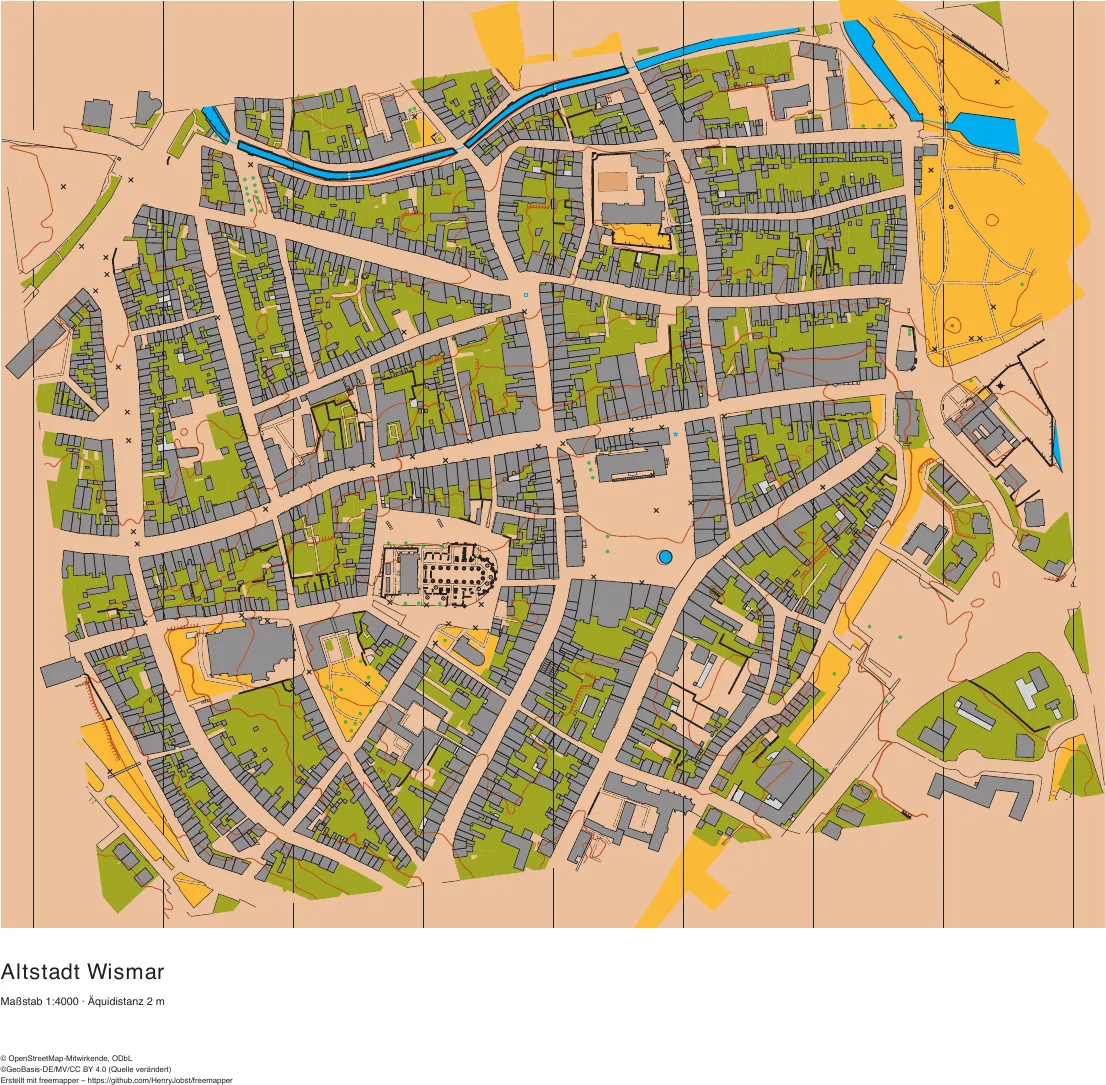 Altstadt Wismar
Maßstab 1:4000 · Äquidistanz 2 m
© OpenStreetMap-Mitwirkende, ODbL
©GeoBasis-DE/MV/CC BY 4.0 (Quelle verändert)
Erstellt mit freemapper – https://github.com/HenryJobst/freemapper